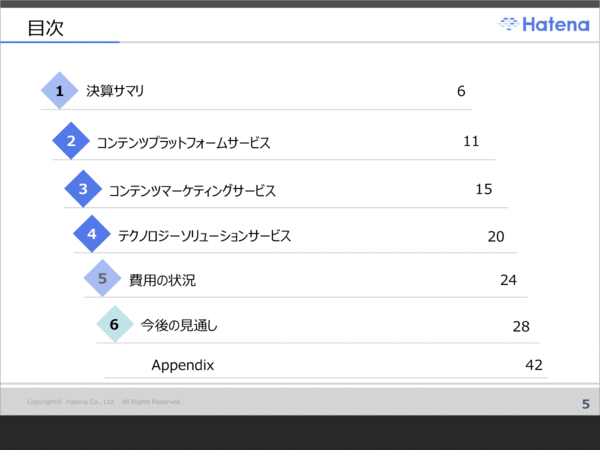 目次
Hatena
1 決算サマリ 6
2 コンテンツプラットフォームサービス 11
3 コンテンツマーケティングサービス 15
4 テクノロジーソリューションサービス 20
5 費用の状況 24
6 今後の見通し 28
Appendix 42
Copyright© Hatena Co., Ltd. All Rights Reserved.
5